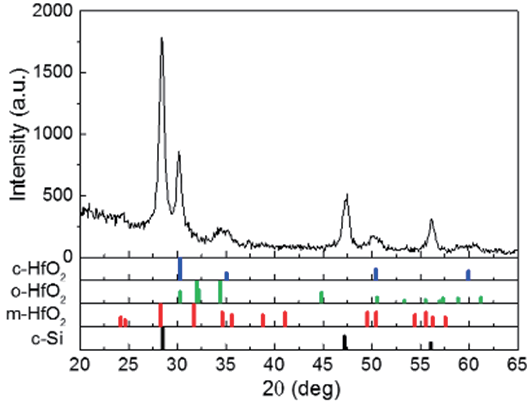 Intensity (a.u.)
2000
1500
1000
500
0
c-HfO2
o-HfO2
m-HfO2
c-Si
20 25 30 35 40 45 50 55 60 65
2θ (deg)